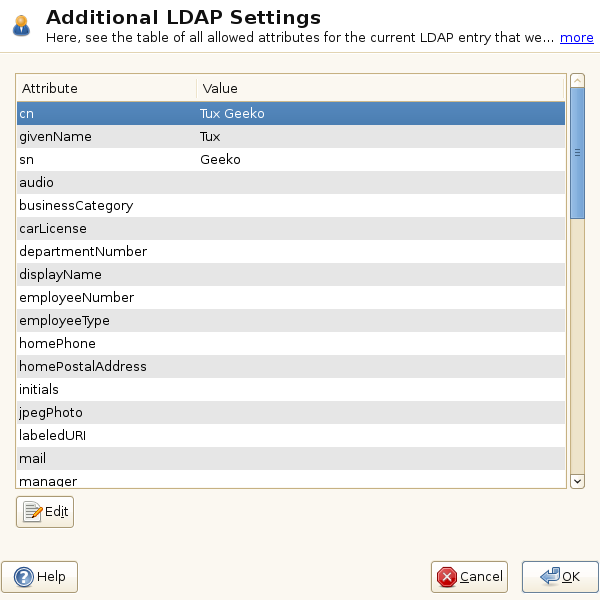 Additional LDAP Settings
Here, see the table of all allowed attributes for the current LDAP entry that we... more
Attribute Value
cn Tux Geeko
givenName Tux
sn Geeko
audio
businessCategory
carLicense
departmentNumber
displayName
employeeNumber
employeeType
homePhone
homePostalAddress
initials
jpegPhoto
labeledURI
mail
manager
Edit
Help Cancel OK